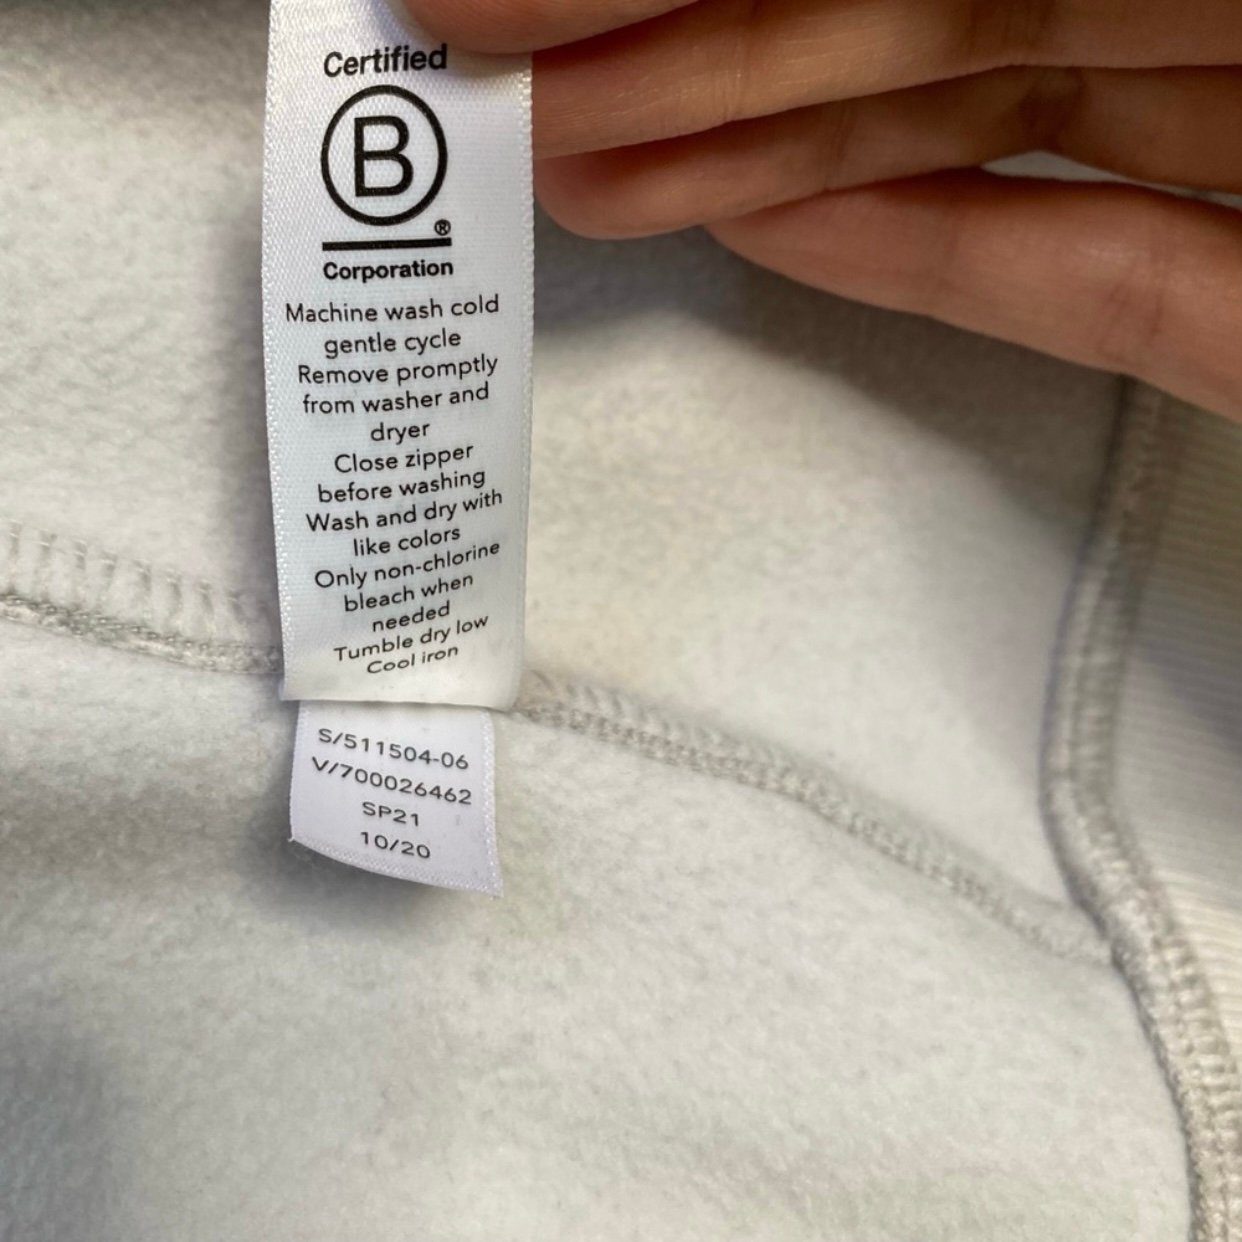 Certified
B
®
Corporation
Machine wash cold
gentle cycle
Remove promptly
from washer and
dryer
Close zipper
before washing
Wash and dry with
like colors
Only non-chlorine
bleach when
needed
Tumble dry low
Cool iron
S/511504-06
V/700026462
SP21
10/20